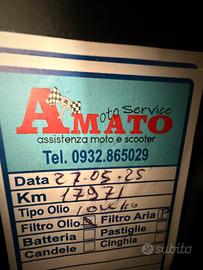 AMATO
Moto Service
assistenza moto e scooter
Tel. 0932.865029
Data 27.05.25
Km 17971
Tipo Olio 10W40
Filtro Olio Filtro Aria
Batteria Pastiglie
Candele Cinghia
subito